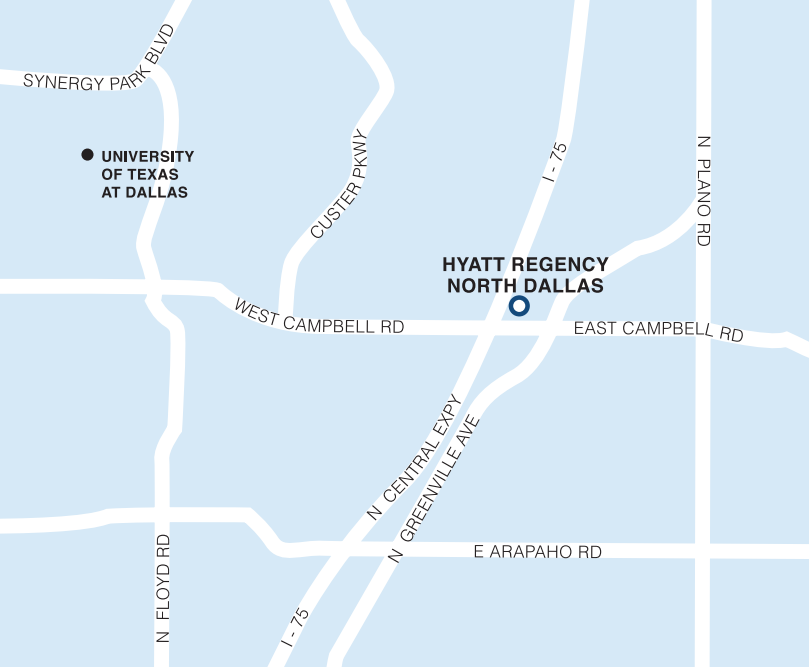 SYNERGY PARK BLVD
UNIVERSITY
OF TEXAS
AT DALLAS
CUSTER PKWY
I - 75
N PLANO RD
HYATT REGENCY
NORTH DALLAS
WEST CAMPBELL RD
EAST CAMPBELL RD
N CENTRAL EXPY
N GREENVILLE AVE
E ARAPAHO RD
N FLOYD RD
I - 75